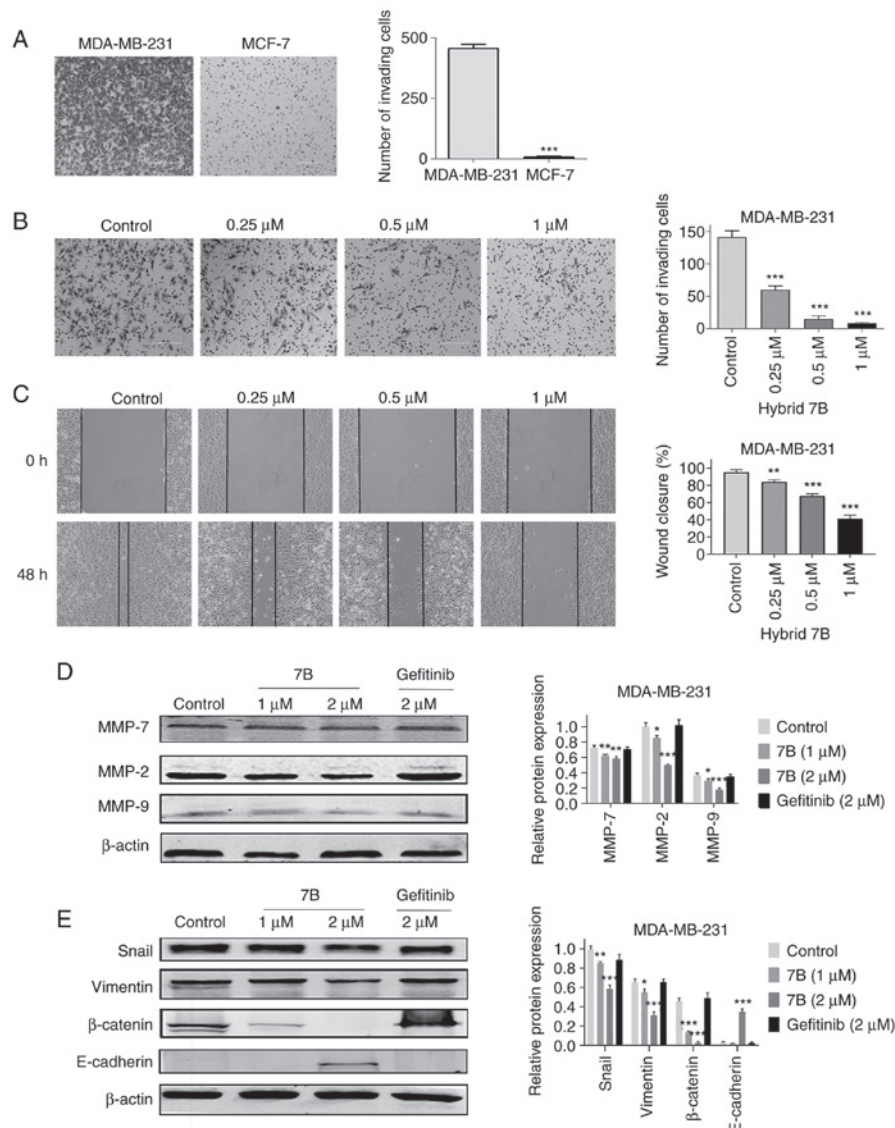 A
MDA-MB-231
MCF-7
Number of invading cells
500
250
0
***
MDA-MB-231 MCF-7
B
Control
0.25 µM
0.5 µM
1 µM
MDA-MB-231
Number of invading cells
150
100
50
0
***
***
***
Control
0.25 µM
0.5 µM
1 µM
Hybrid 7B
C
Control
0.25 µM
0.5 µM
1 µM
0 h
48 h
MDA-MB-231
Wound closure (%)
100
80
60
40
20
0
**
***
***
Control
0.25 µM
0.5 µM
1 µM
Hybrid 7B
D
7B
Gefitinib
Control
1 µM
2 µM
2 µM
MMP-7
MMP-2
MMP-9
β-actin
MDA-MB-231
Relative protein expression
1.0
0.8
0.6
0.4
0.2
0.0
**
**
*
***
*
***
MMP-7
MMP-2
MMP-9
Control
7B (1 µM)
7B (2 µM)
Gefitinib (2 µM)
E
7B
Gefitinib
Control
1 µM
2 µM
2 µM
Snail
Vimentin
β-catenin
E-cadherin
β-actin
MDA-MB-231
Relative protein expression
1.0
0.8
0.6
0.4
0.2
0.0
**
***
*
***
***
***
***
Snail
Vimentin
β-catenin
E-cadherin
Control
7B (1 µM)
7B (2 µM)
Gefitinib (2 µM)